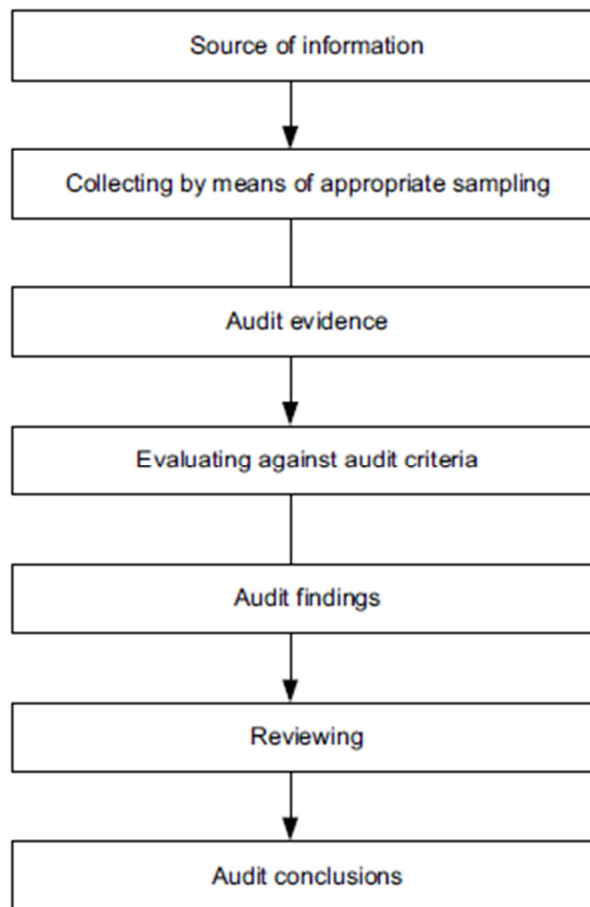 Source of information
Collecting by means of appropriate sampling
Audit evidence
Evaluating against audit criteria
Audit findings
Reviewing
Audit conclusions